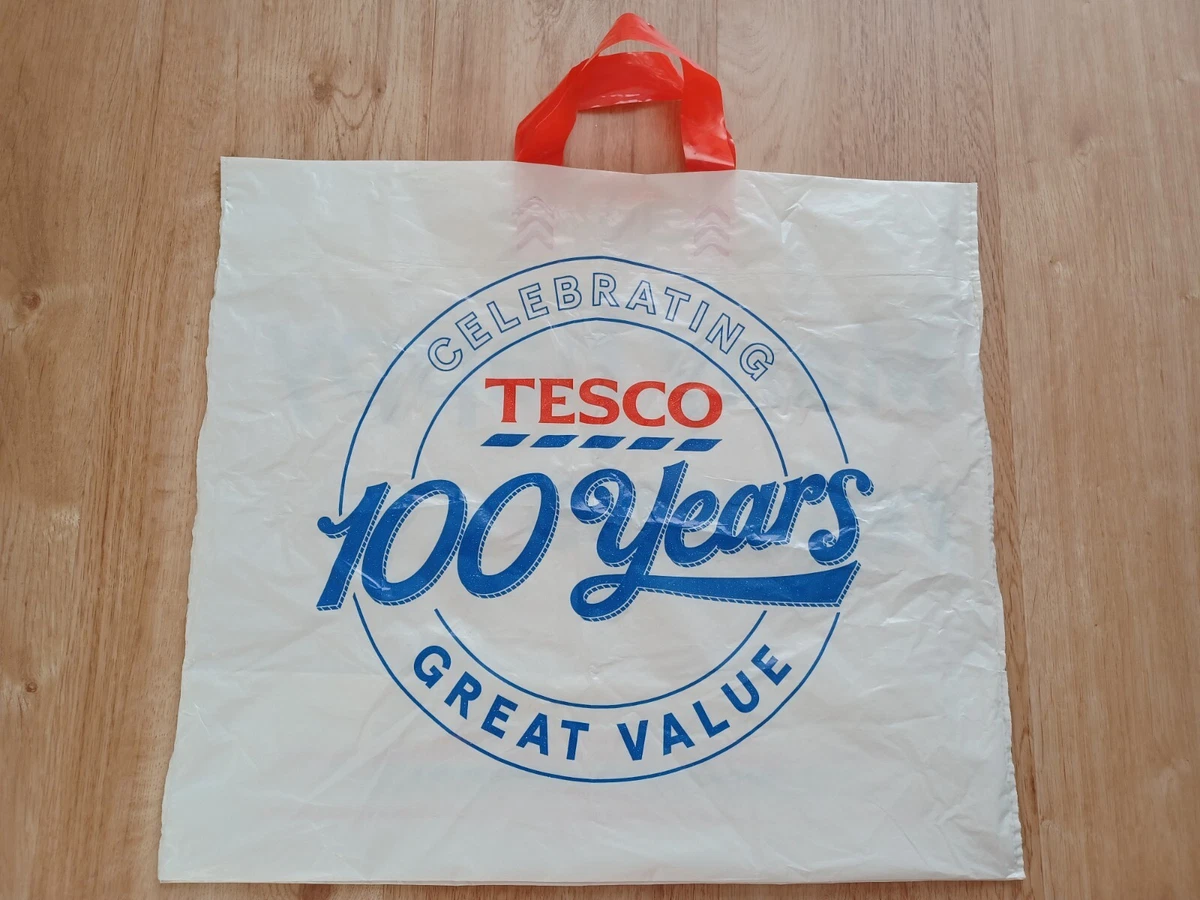 CELEBRATING
TESCO
100 Years
GREAT VALUE